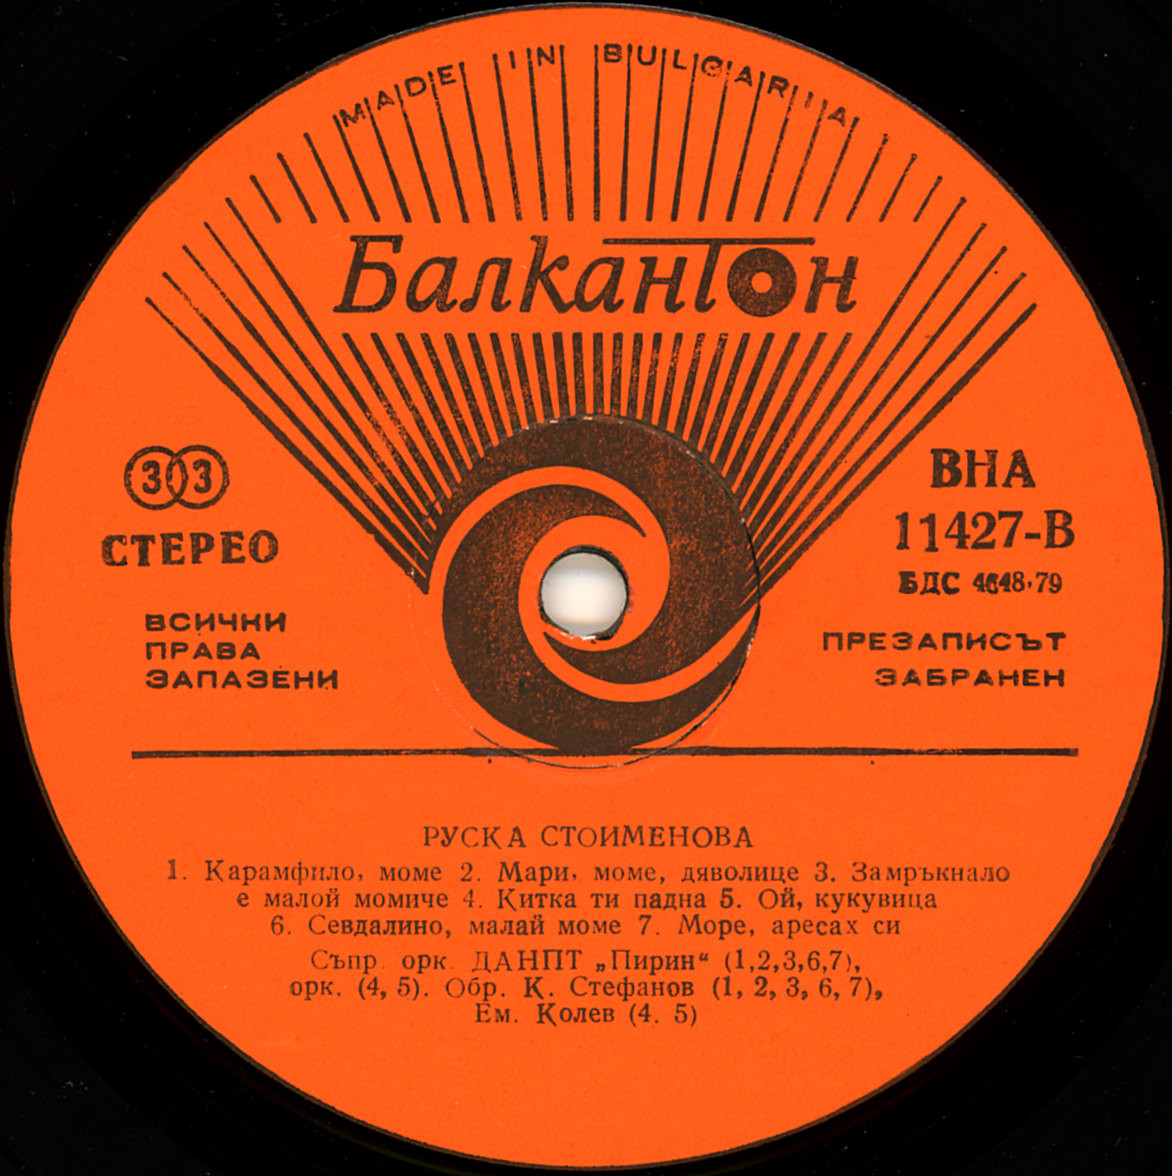 MADE IN BULGARIA
Балкантон
33
СТЕРЕО
ВСИЧКИ
ПРАВА
ЗАПАЗЕНИ
ВНА
11427-В
БДС 4648·79
ПРЕЗАПИСЪТ
ЗАБРАНЕН
РУСКА СТОИМЕНОВА
1. Карамфило, моме 2. Мари, моме, дяволице 3. Замръкнало
е малой момиче 4. Китка ти падна 5. Ой, кукувица
6. Севдалино, малай моме 7. Море, аресах си
Съпр. орк. ДАНПТ „Пирин“ (1,2,3,6,7),
орк. (4, 5). Обр. К. Стефанов (1, 2, 3, 6, 7),
Ем. Колев (4. 5)